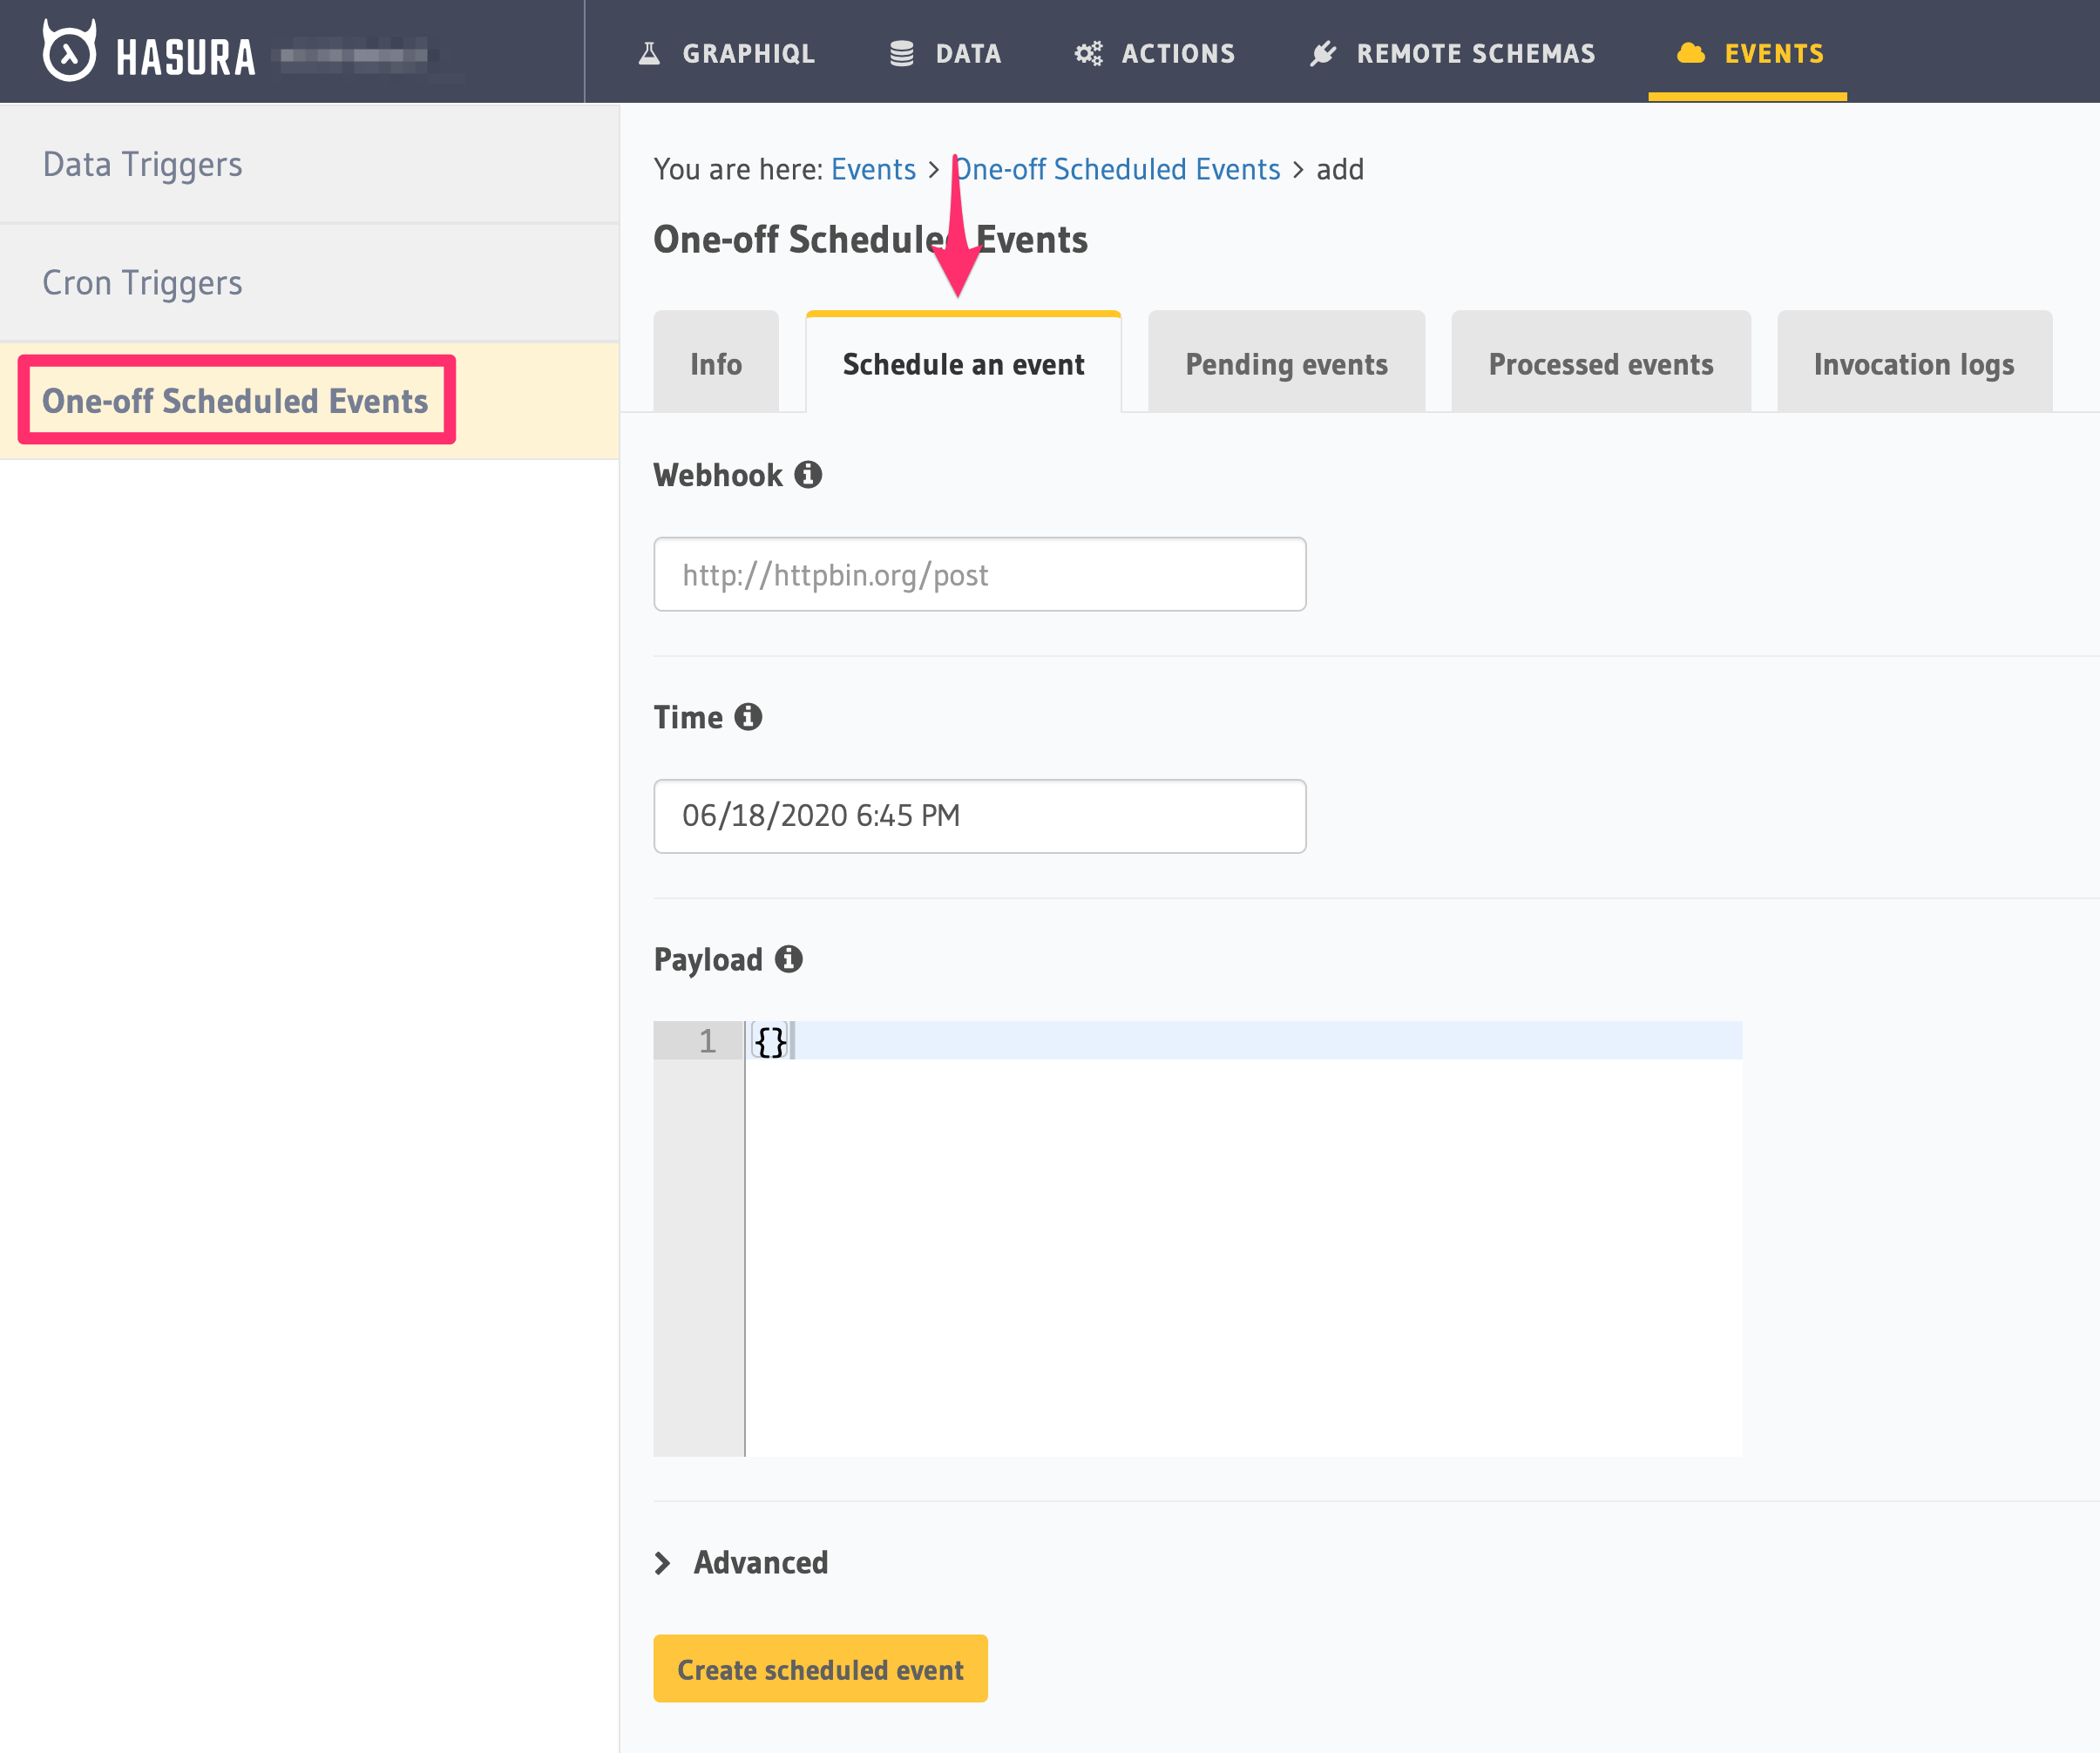 HASURA
GRAPHIQL DATA ACTIONS REMOTE SCHEMAS EVENTS
Data Triggers
Cron Triggers
One-off Scheduled Events
You are here: Events > One-off Scheduled Events > add
One-off Scheduled Events
Info Schedule an event Pending events Processed events Invocation logs
Webhook
http://httpbin.org/post
Time
06/18/2020 6:45 PM
Payload
1 {}
Advanced
Create scheduled event